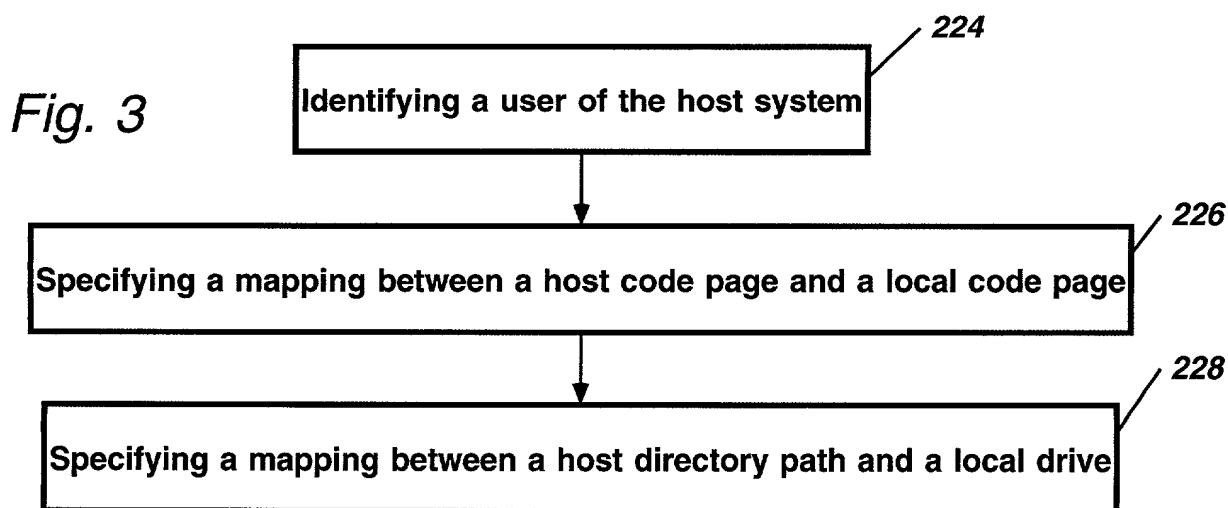 224
Fig. 3
Identifying a user of the host system
226
Specifying a mapping between a host code page and a local code page
228
Specifying a mapping between a host directory path and a local drive